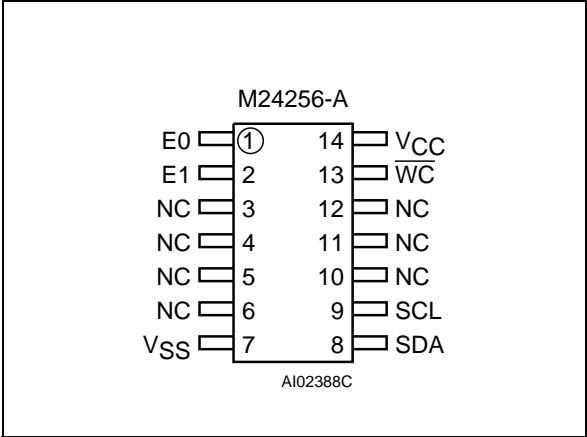 M24256-A
E0 1 14 VCC
E1 2 13 WC
NC 3 12 NC
NC 4 11 NC
NC 5 10 NC
NC 6 9 SCL
VSS 7 8 SDA
AI02388C